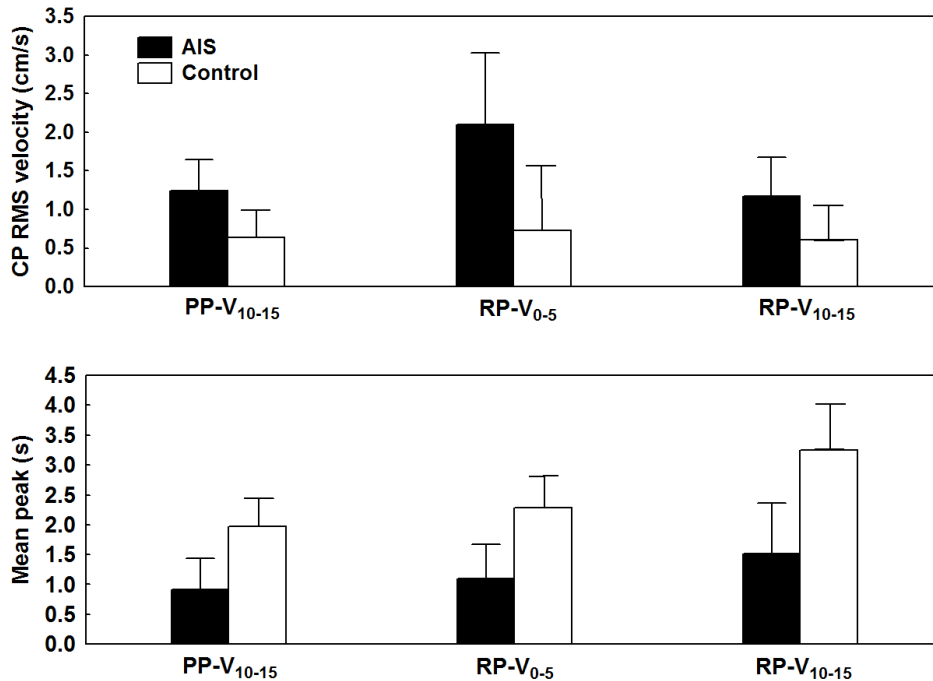 CP RMS velocity (cm/s)
3.5
3.0
2.5
2.0
1.5
1.0
0.5
0.0
AIS
Control
PP-V10-15
RP-V0-5
RP-V10-15
Mean peak (s)
4.5
4.0
3.5
3.0
2.5
2.0
1.5
1.0
0.5
0.0
PP-V10-15
RP-V0-5
RP-V10-15